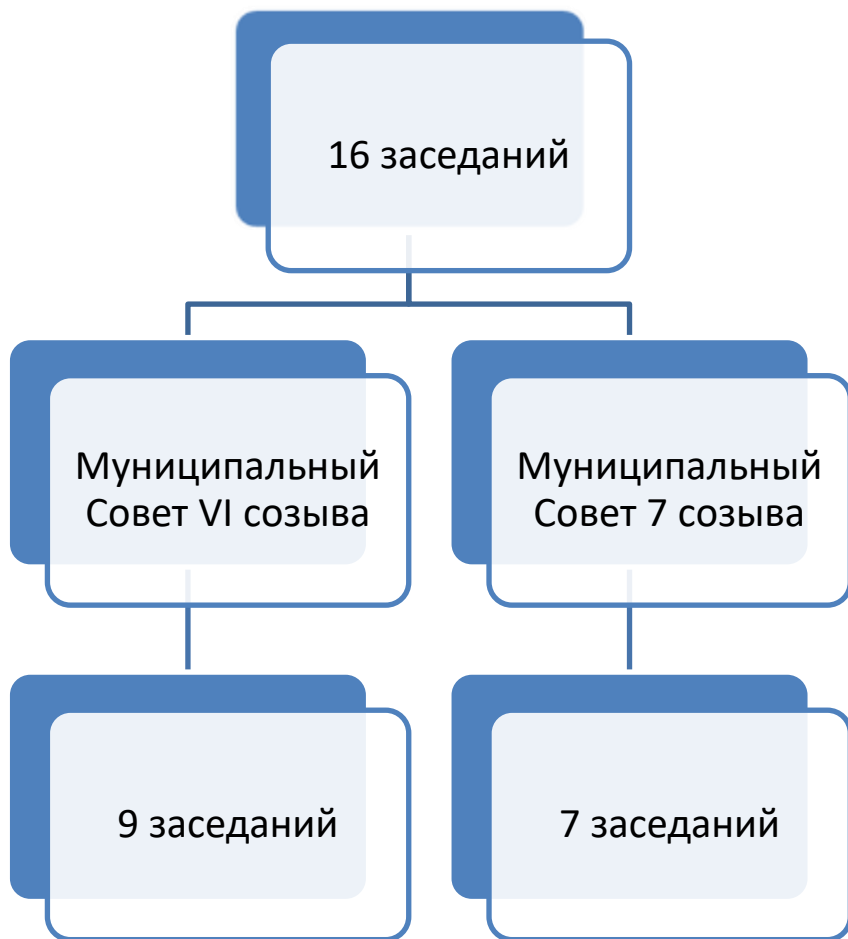 16 заседаний
Муниципальный
Совет VI созыва
Муниципальный
Совет 7 созыва
9 заседаний
7 заседаний